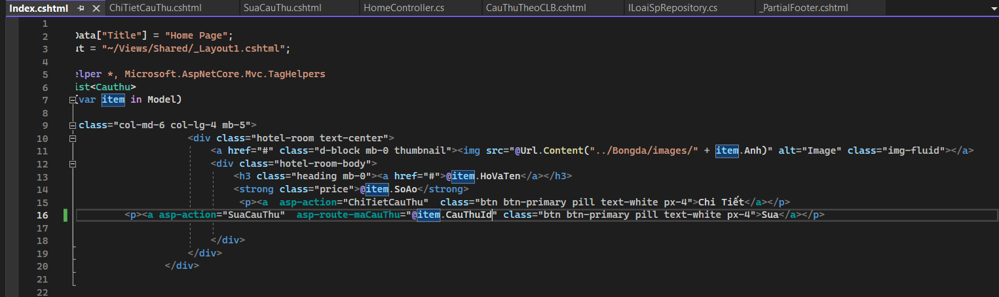 Index.cshtml ChiTietCauThu.cshtml SuaCauThu.cshtml HomeController.cs CauThuTheoCLB.cshtml ILoaiSpRepository.cs _PartialFooter.cshtml
1
2 Data["Title"] = "Home Page";
3 ut = "~/Views/Shared/_Layout1.cshtml";
4
5 elper *, Microsoft.AspNetCore.Mvc.TagHelpers
6 ist<Cauthu>
7 (var item in Model)
8
9 class="col-md-6 col-lg-4 mb-5">
10 <div class="hotel-room text-center">
11 <a href="#" class="d-block mb-0 thumbnail"><img src="@Url.Content("../Bongda/images/" + item.Anh)" alt="Image" class="img-fluid"></a>
12 <div class="hotel-room-body">
13 <h3 class="heading mb-0"><a href="#">@item.HoVaTen</a></h3>
14 <strong class="price">@item.SoAo</strong>
15 <p><a  asp-action="ChiTietCauThu"  class="btn btn-primary pill text-white px-4">Chi Tiết</a></p>
16 <p><a asp-action="SuaCauThu"  asp-route-maCauThu="@item.CauThuId" class="btn btn-primary pill text-white px-4">Sua</a></p>
17
18 </div>
19 </div>
20 </div>
21
22